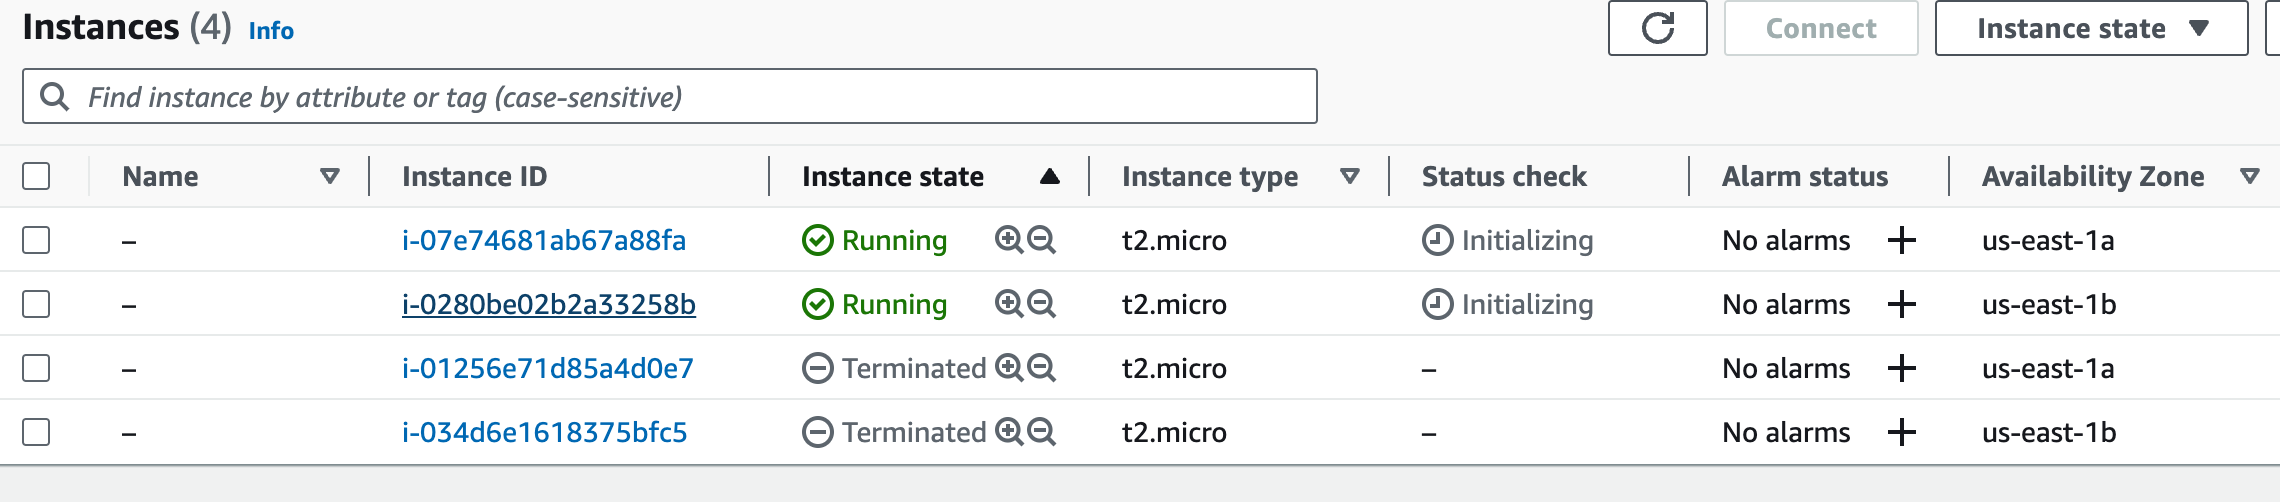 Instances (4) Info Connect Instance state
Find instance by attribute or tag (case-sensitive)
Name Instance ID Instance state Instance type Status check Alarm status Availability Zone
– i-07e74681ab67a88fa Running t2.micro Initializing No alarms + us-east-1a
– i-0280be02b2a33258b Running t2.micro Initializing No alarms + us-east-1b
– i-01256e71d85a4d0e7 Terminated t2.micro – No alarms + us-east-1a
– i-034d6e1618375bfc5 Terminated t2.micro – No alarms + us-east-1b